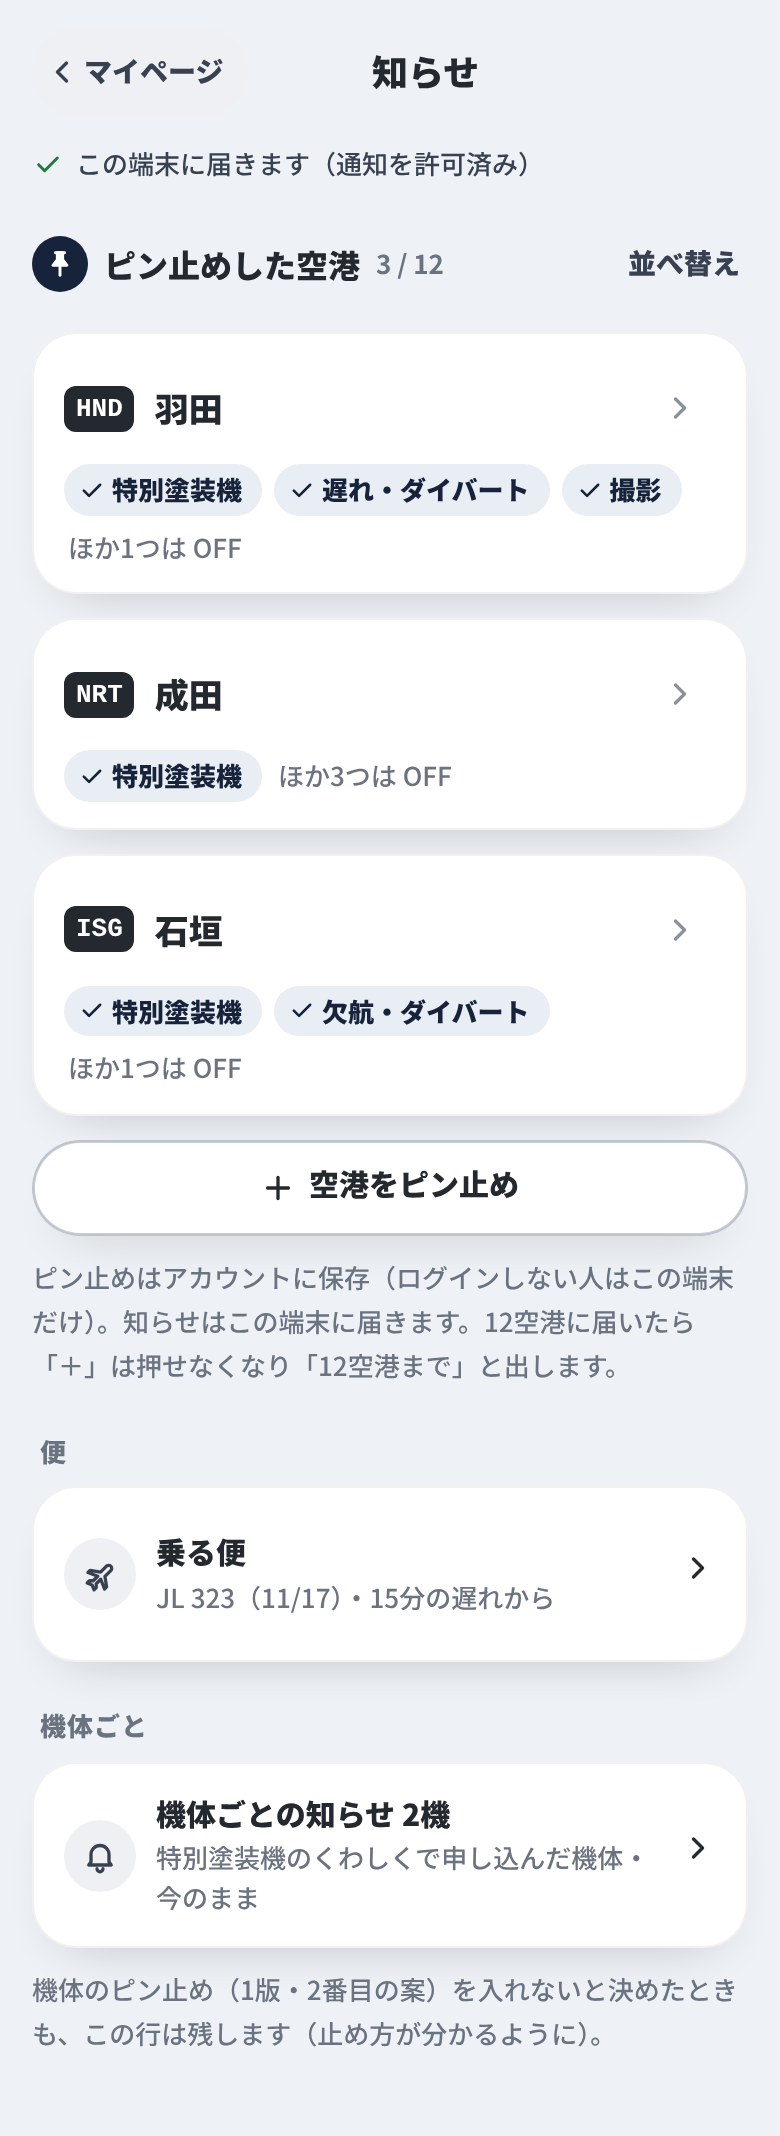 マイページ
知らせ
この端末に届きます（通知を許可済み）
ピン止めした空港 3 / 12
並べ替え
HND 羽田
特別塗装機 遅れ・ダイバート 撮影
ほか1つは OFF
NRT 成田
特別塗装機 ほか3つは OFF
ISG 石垣
特別塗装機 欠航・ダイバート
ほか1つは OFF
＋ 空港をピン止め
ピン止めはアカウントに保存（ログインしない人はこの端末
だけ）。知らせはこの端末に届きます。12空港に届いたら
「＋」は押せなくなり「12空港まで」と出します。
便
乗る便
JL 323（11/17）・15分の遅れから
機体ごと
機体ごとの知らせ 2機
特別塗装機のくわしくで申し込んだ機体・
今のまま
機体のピン止め（1版・2番目の案）を入れないと決めたとき
も、この行は残します（止め方が分かるように）。